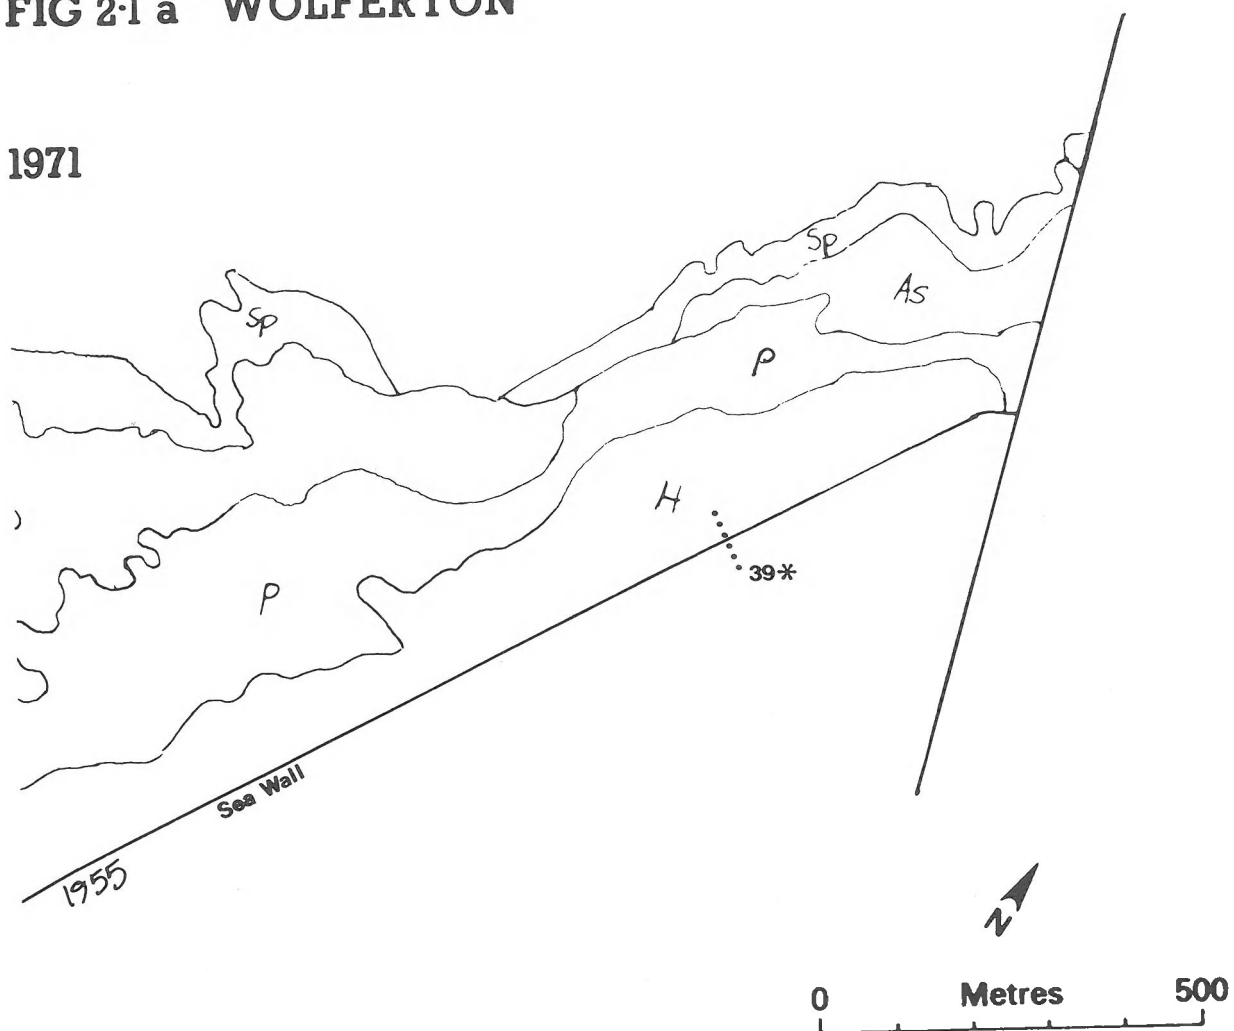 FIG 2·1 a WOLFERTON
1971
Sp
Sp
As
P
H
39*
P
Sea Wall
1955
N
0 Metres 500